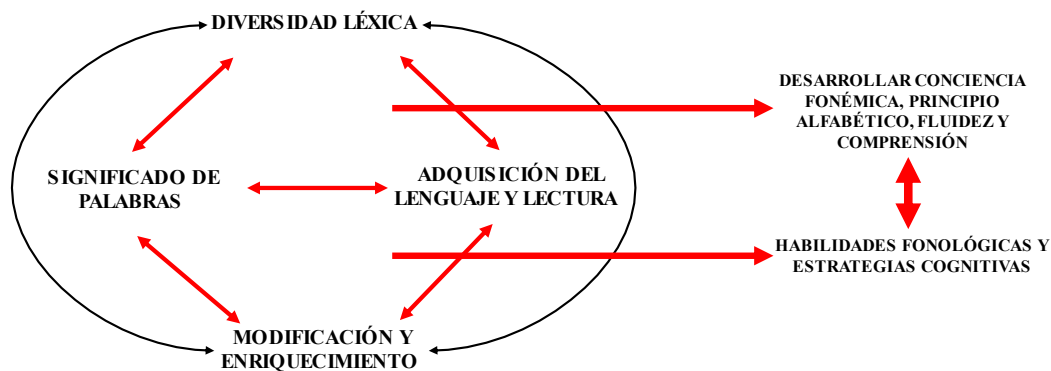 DIVERSIDAD LÉXICA
DESARROLLAR CONCIENCIA
FONÉMICA, PRINCIPIO
ALFABÉTICO, FLUIDEZ Y
COMPRENSIÓN
SIGNIFICADO DE
PALABRAS
ADQUISICIÓN DEL
LENGUAJE Y LECTURA
HABILIDADES FONOLÓGICAS Y
ESTRATEGIAS COGNITIVAS
MODIFICACIÓN Y
ENRIQUECIMIENTO